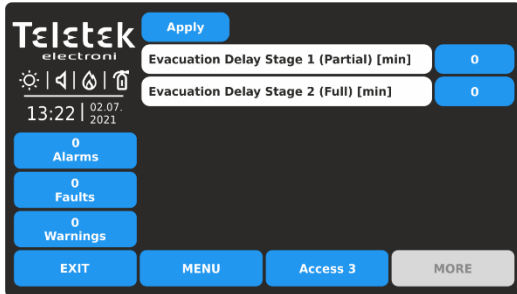 Teletek
electroni
13:22 | 02.07.
2021
0
Alarms
0
Faults
0
Warnings
Apply
Evacuation Delay Stage 1 (Partial) [min]
0
Evacuation Delay Stage 2 (Full) [min]
0
EXIT
MENU
Access 3
MORE